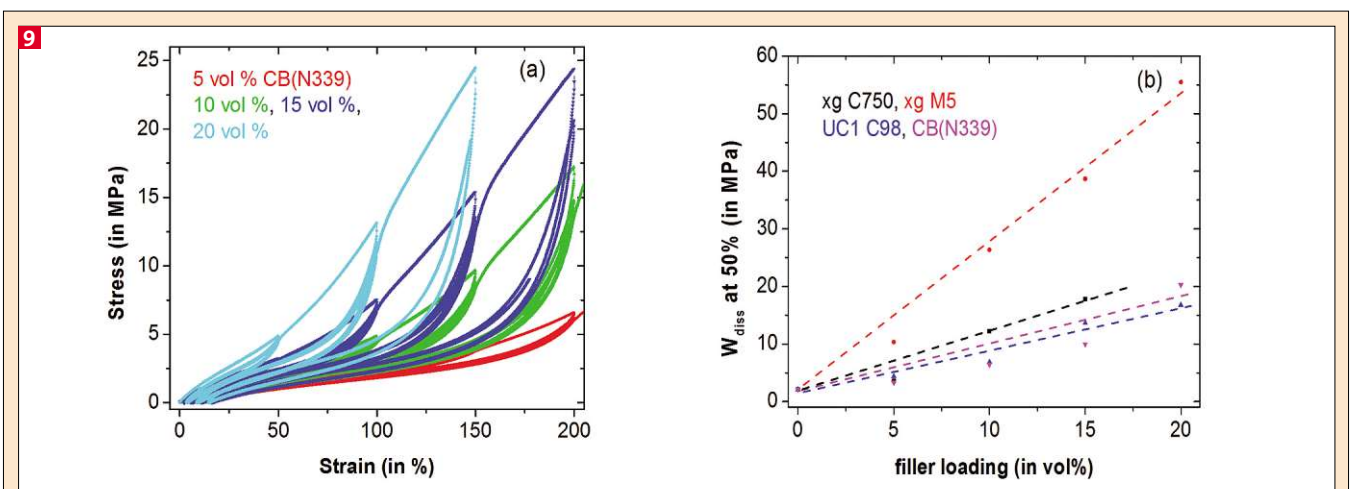 9
(a)
5 vol % CB(N339)
10 vol %, 15 vol %,
20 vol %
25
20
15
10
5
0
Stress (in MPa)
0 50 100 150 200
Strain (in %)
(b)
xg C750, xg M5
UC1 C98, CB(N339)
60
50
40
30
20
10
0
Wdiss at 50% (in MPa)
0 5 10 15 20
filler loading (in vol%)